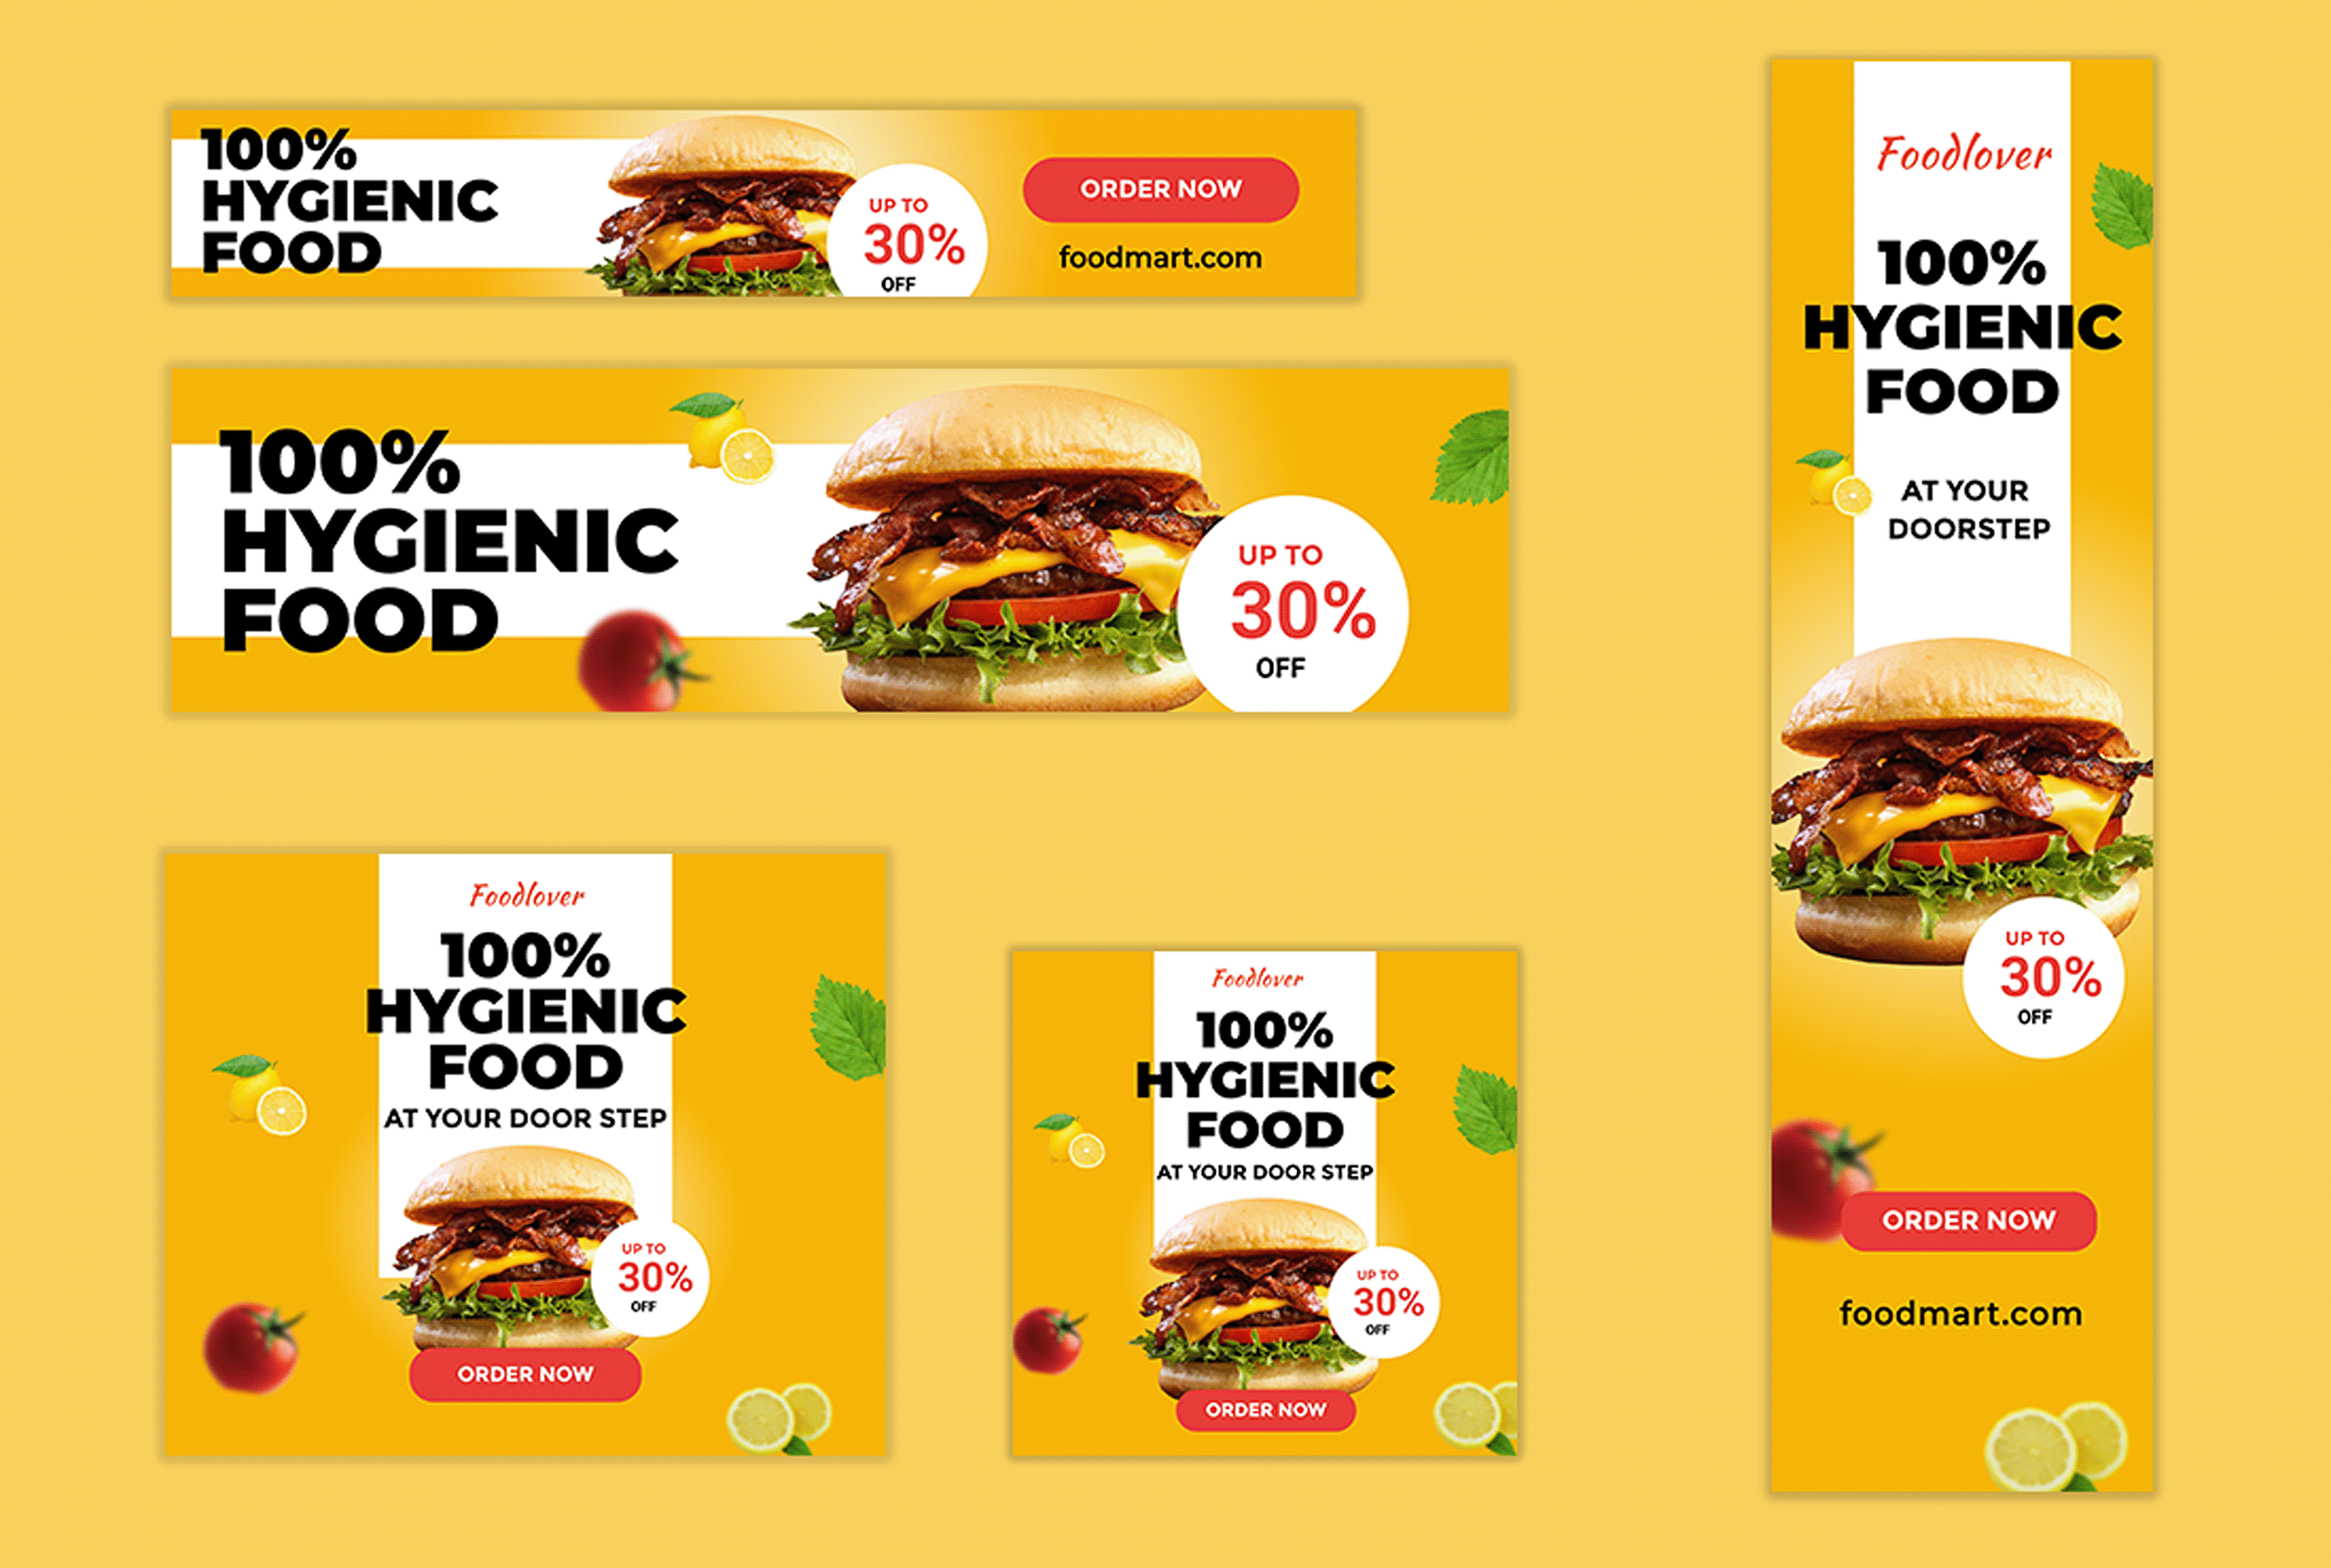 100%
HYGIENIC
FOOD
UP TO
30%
OFF
ORDER NOW
foodmart.com
100%
HYGIENIC
FOOD
UP TO
30%
OFF
Foodlover
100%
HYGIENIC
FOOD
AT YOUR DOOR STEP
UP TO
30%
OFF
ORDER NOW
Foodlover
100%
HYGIENIC
FOOD
AT YOUR DOOR STEP
UP TO
30%
OFF
ORDER NOW
Foodlover
100%
HYGIENIC
FOOD
AT YOUR
DOORSTEP
UP TO
30%
OFF
ORDER NOW
foodmart.com